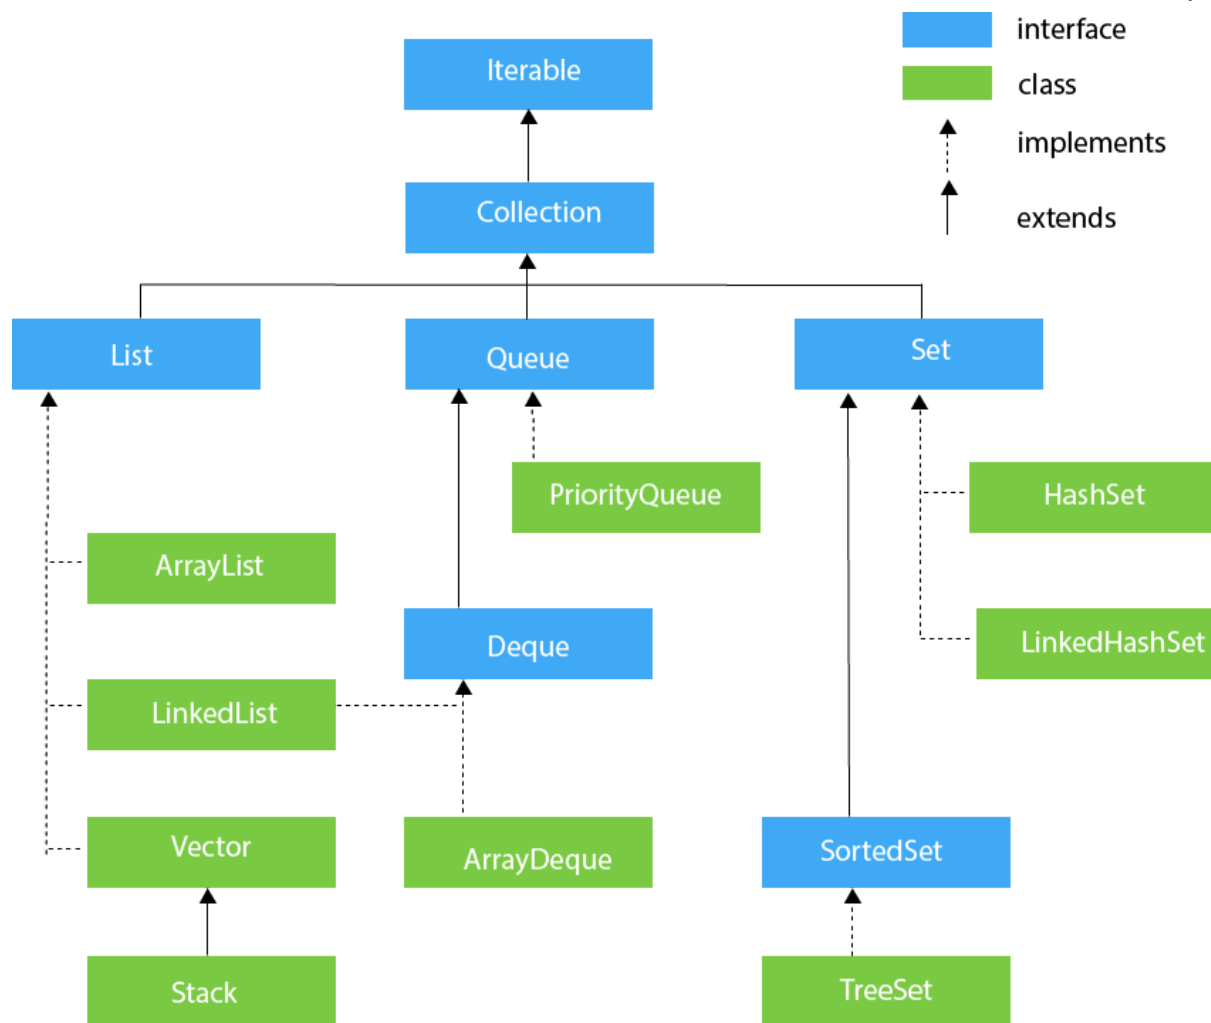 interface
Iterable
class
implements
Collection
extends
List
Queue
Set
PriorityQueue
HashSet
ArrayList
Deque
LinkedHashSet
LinkedList
Vector
ArrayDeque
SortedSet
Stack
TreeSet